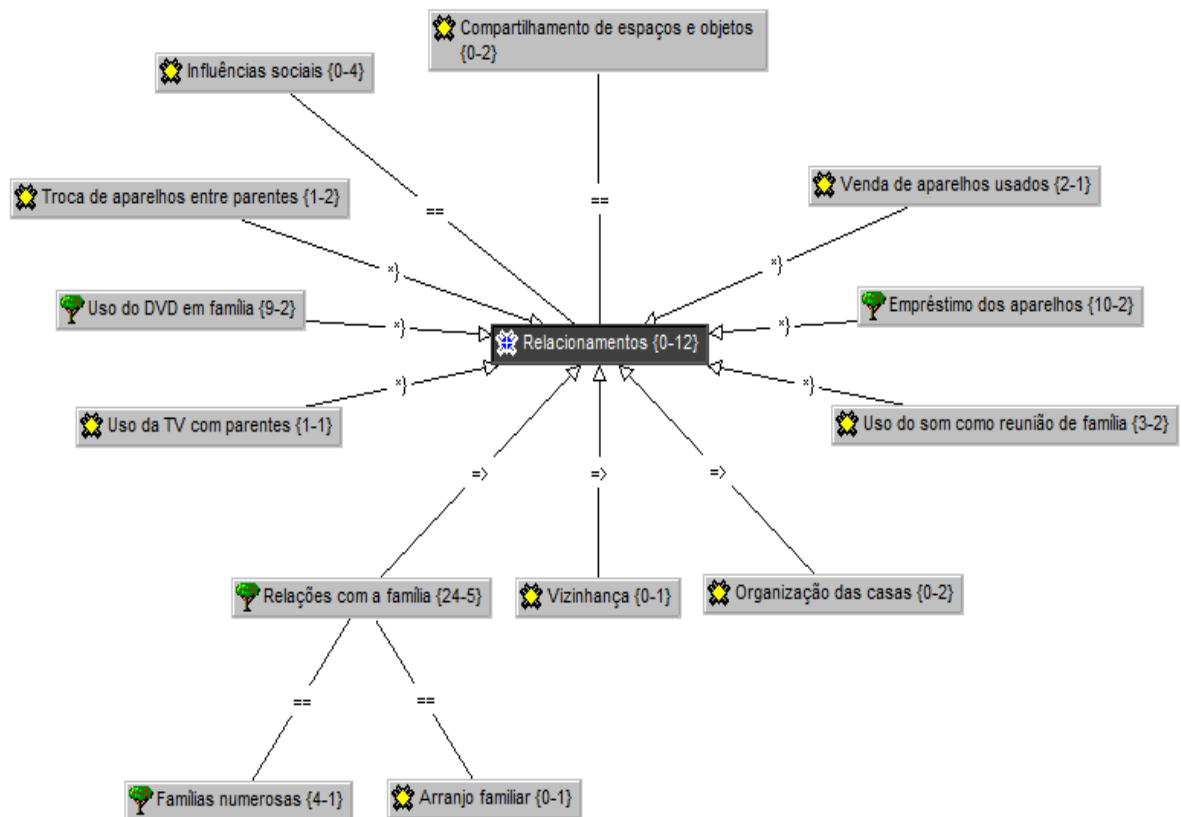 Compartilhamento de espaços e objetos
{0-2}
Influências sociais {0-4}
Troca de aparelhos entre parentes {1-2}
Venda de aparelhos usados {2-1}
==
==
*}
*}
Uso do DVD em família {9-2}
Empréstimo dos aparelhos {10-2}
*}
*}
Relacionamentos {0-12}
*}
*}
Uso da TV com parentes {1-1}
Uso do som como reunião de família {3-2}
=>
=>
=>
Relações com a família {24-5}
Vizinhança {0-1}
Organização das casas {0-2}
==
==
Famílias numerosas {4-1}
Arranjo familiar {0-1}